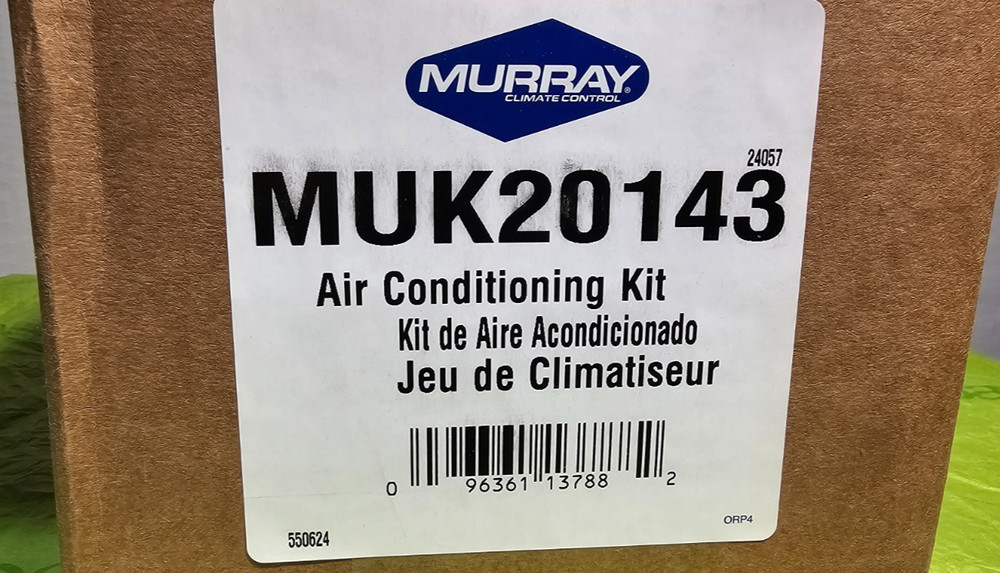 MURRAY®
CLIMATE CONTROL
24057
MUK20143
Air Conditioning Kit
Kit de Aire Acondicionado
Jeu de Climatiseur
0 96361 13788 2
550624
ORP4